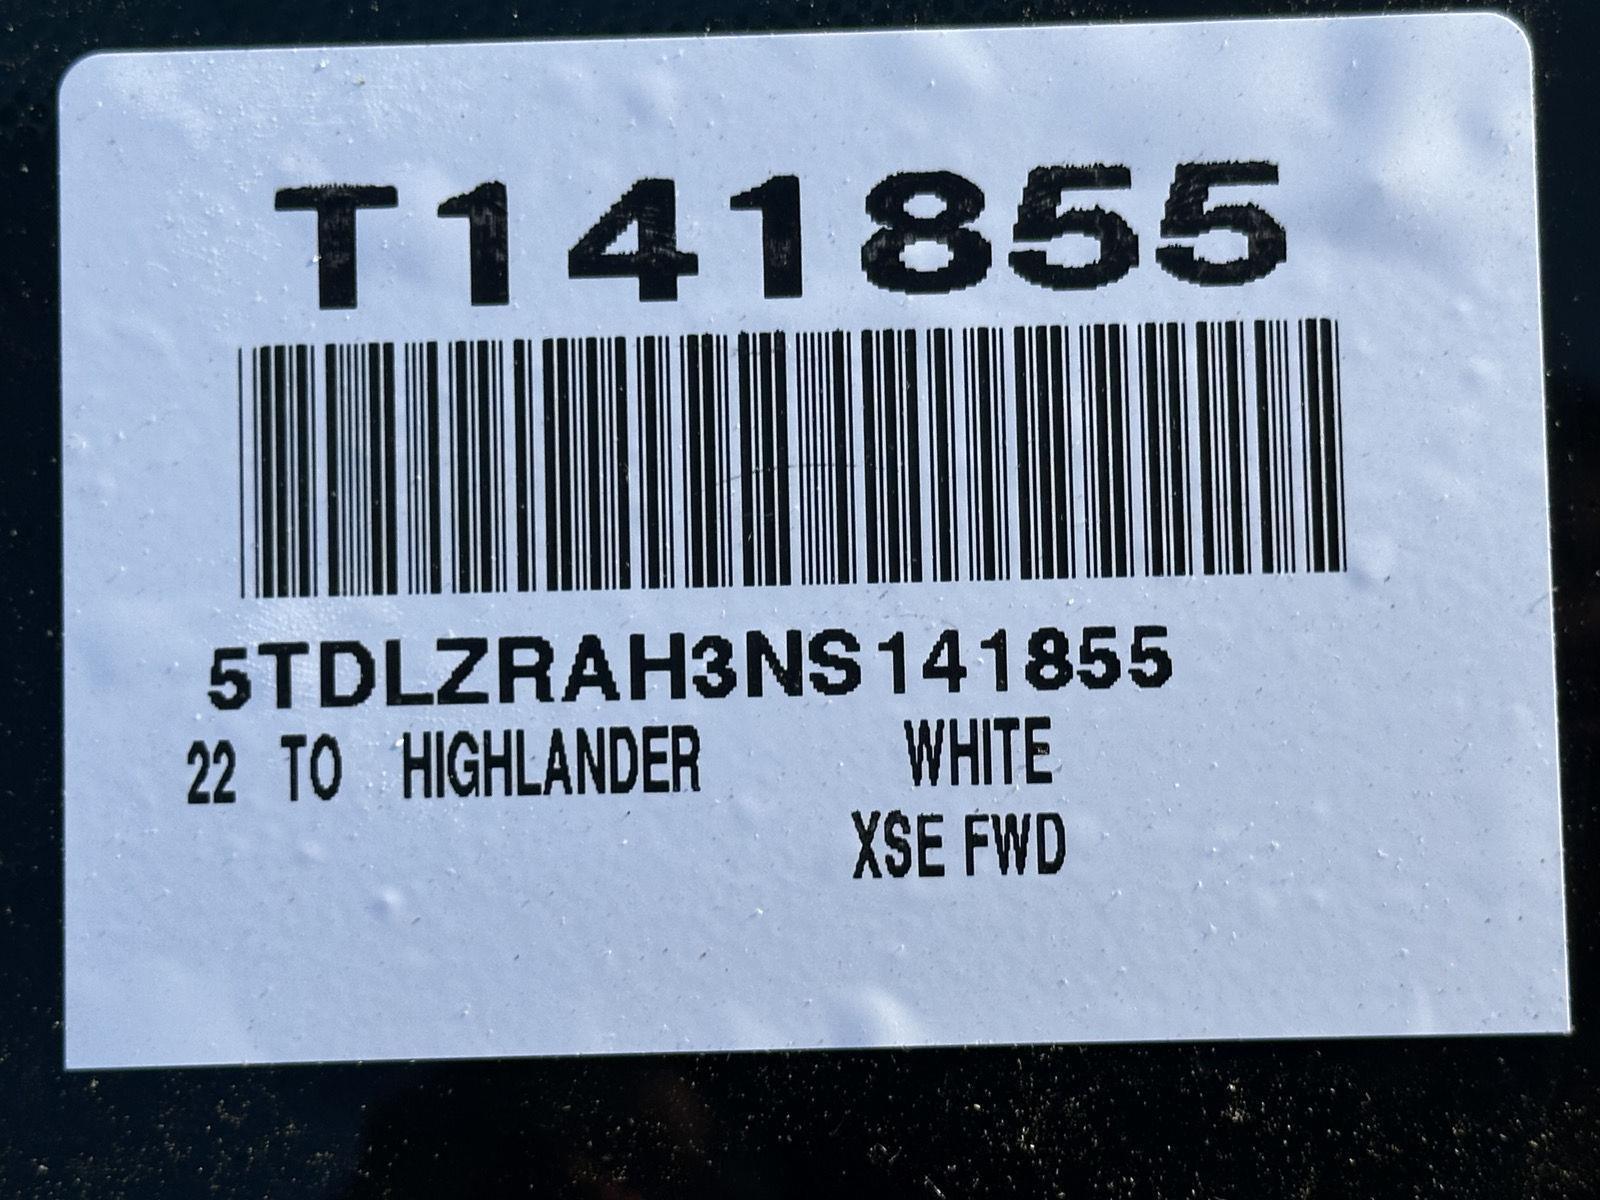 T141855
5TDLZRAH3NS141855
22 TO HIGHLANDER WHITE
XSE FWD